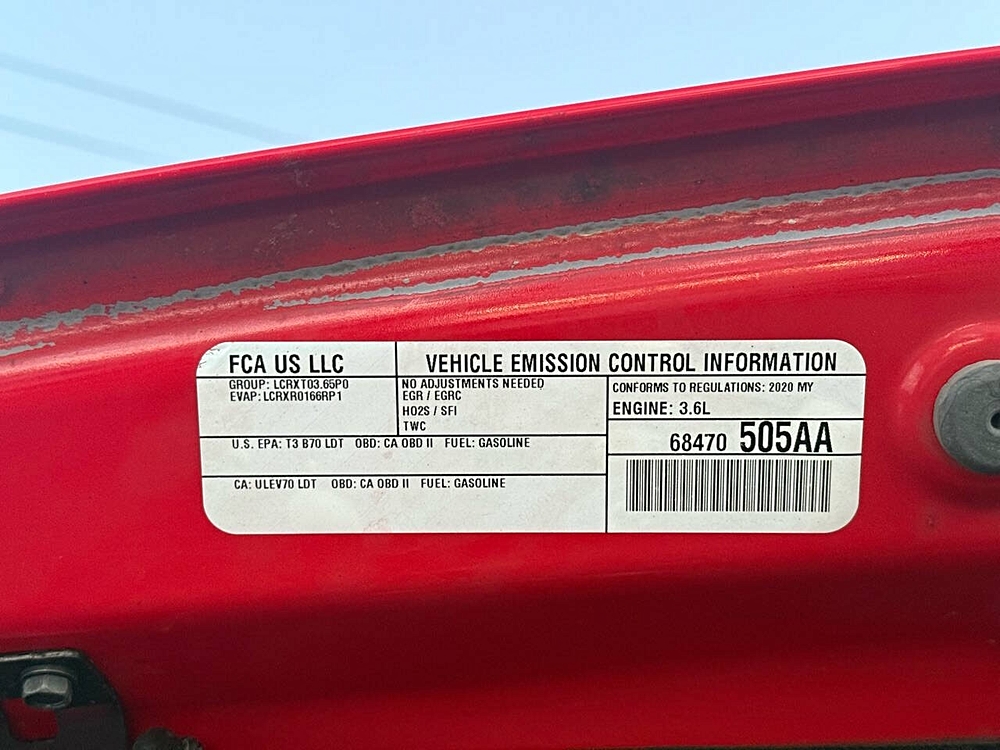 FCA US LLC
VEHICLE EMISSION CONTROL INFORMATION
GROUP: LCRXT03.65P0
EVAP: LCRXR0166RP1
NO ADJUSTMENTS NEEDED
EGR / EGRC
HO2S / SFI
TWC
CONFORMS TO REGULATIONS: 2020 MY
ENGINE: 3.6L
68470 505AA
U.S. EPA: T3 B70 LDT OBD: CA OBD II FUEL: GASOLINE
CA: ULEV70 LDT OBD: CA OBD II FUEL: GASOLINE